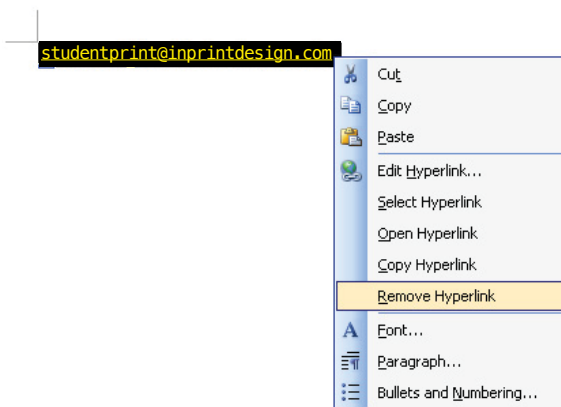 studentprint@inprintdesign.com
Cut
Copy
Paste
Edit Hyperlink...
Select Hyperlink
Open Hyperlink
Copy Hyperlink
Remove Hyperlink
Font...
Paragraph...
Bullets and Numbering...